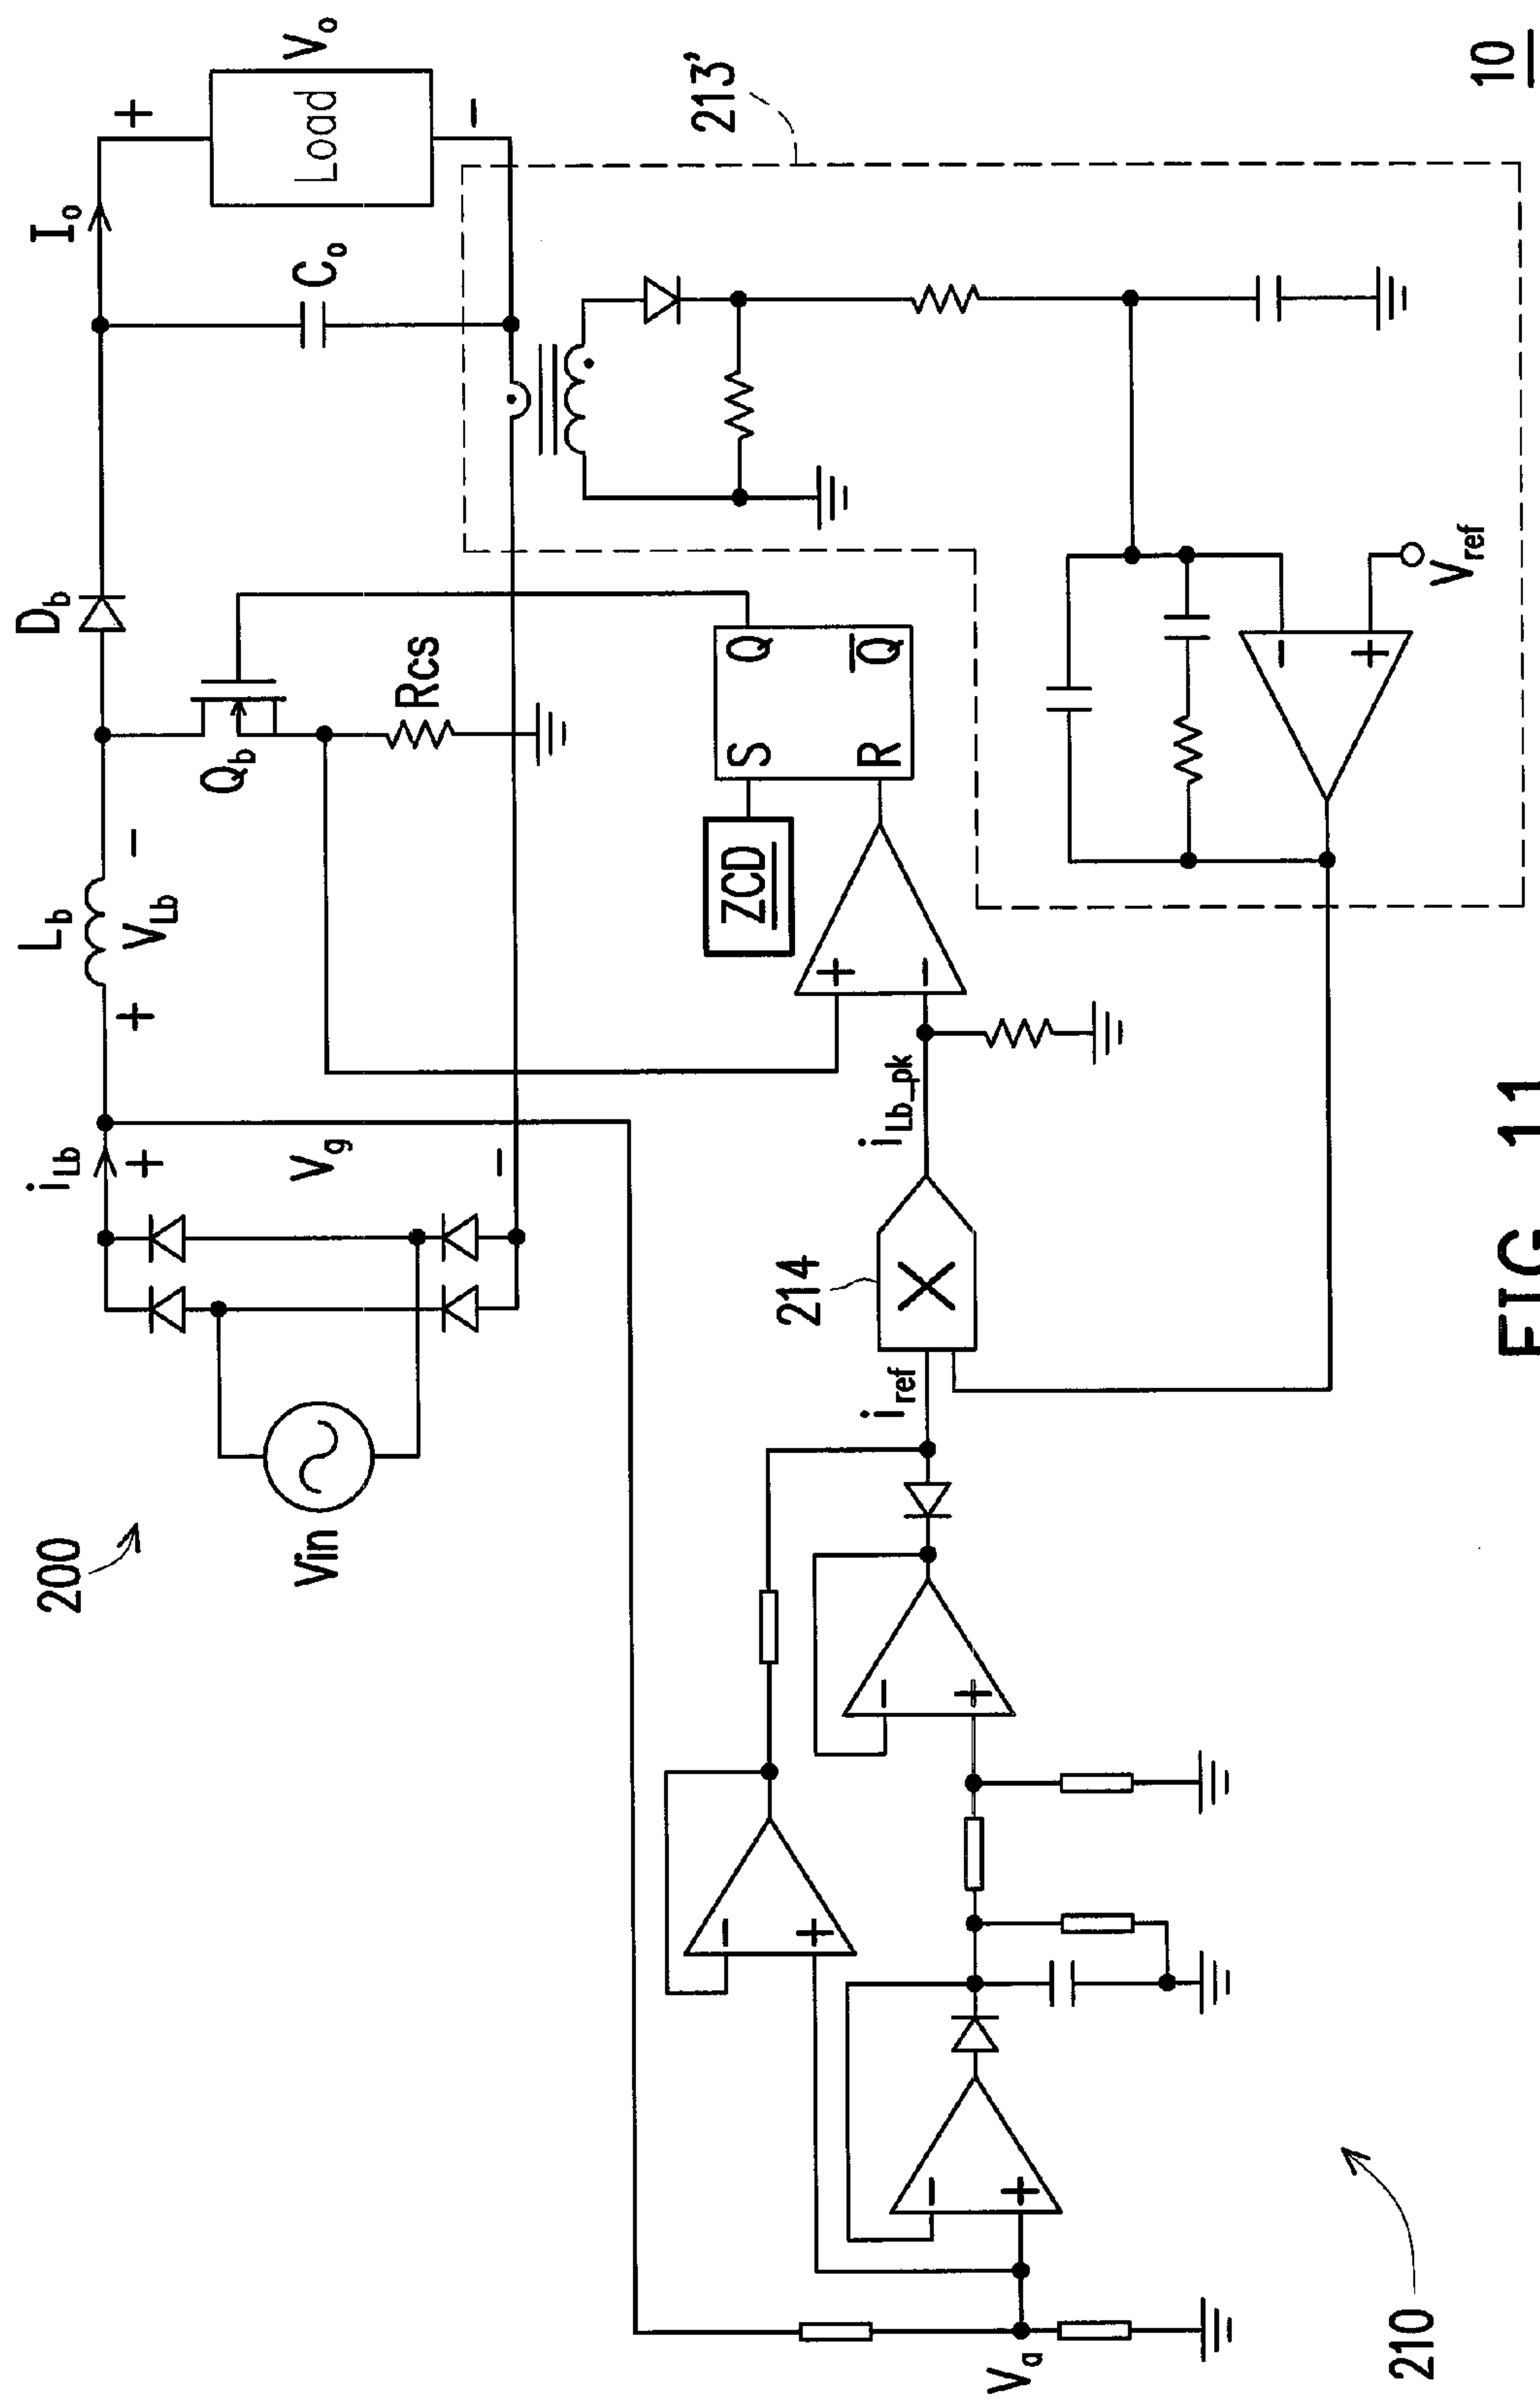 200
Vin
i_Lb
+
V_g
−
L_b
+
V_Lb
−
D_b
Q_b
Rcs
I_o
C_o
+
Load
V_o
−
213'
ZCD
S
Q
R
Q̅
+
−
i_Lb_pk
214
X
i_ref
−
+
V_ref
−
+
−
+
−
+
V_a
210
10
FIG. 11